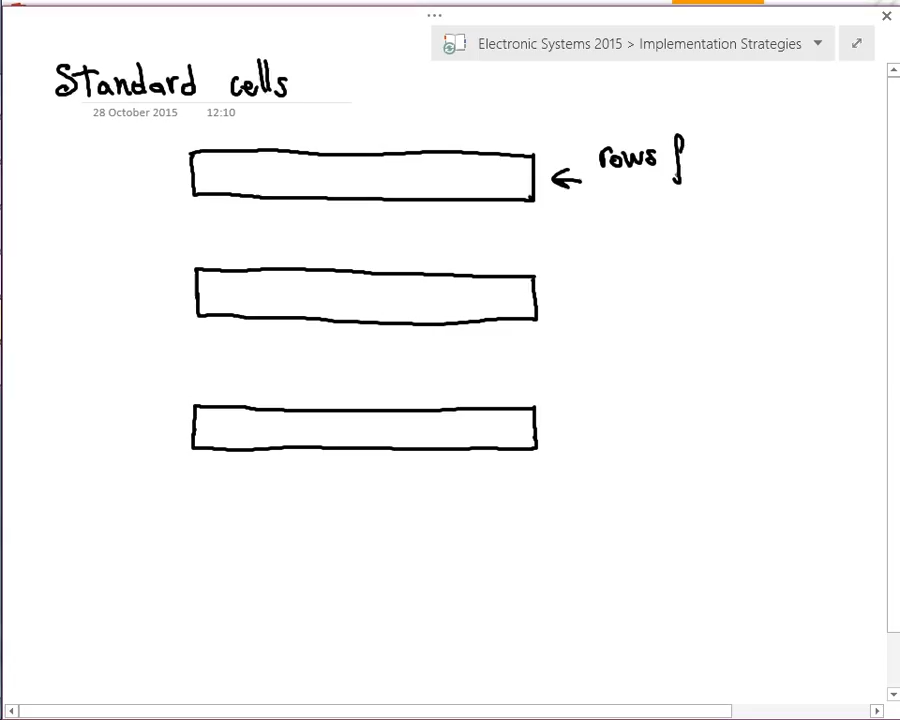 Electronic Systems 2015 > Implementation Strategies
Standard cells
28 October 2015 12:10
rows